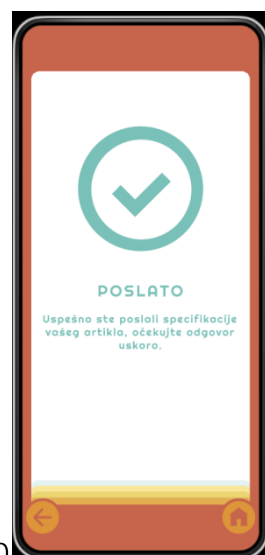 POSLATO
Uspešno ste poslali specifikacije
vašeg artikla, očekujte odgovor
uskoro.